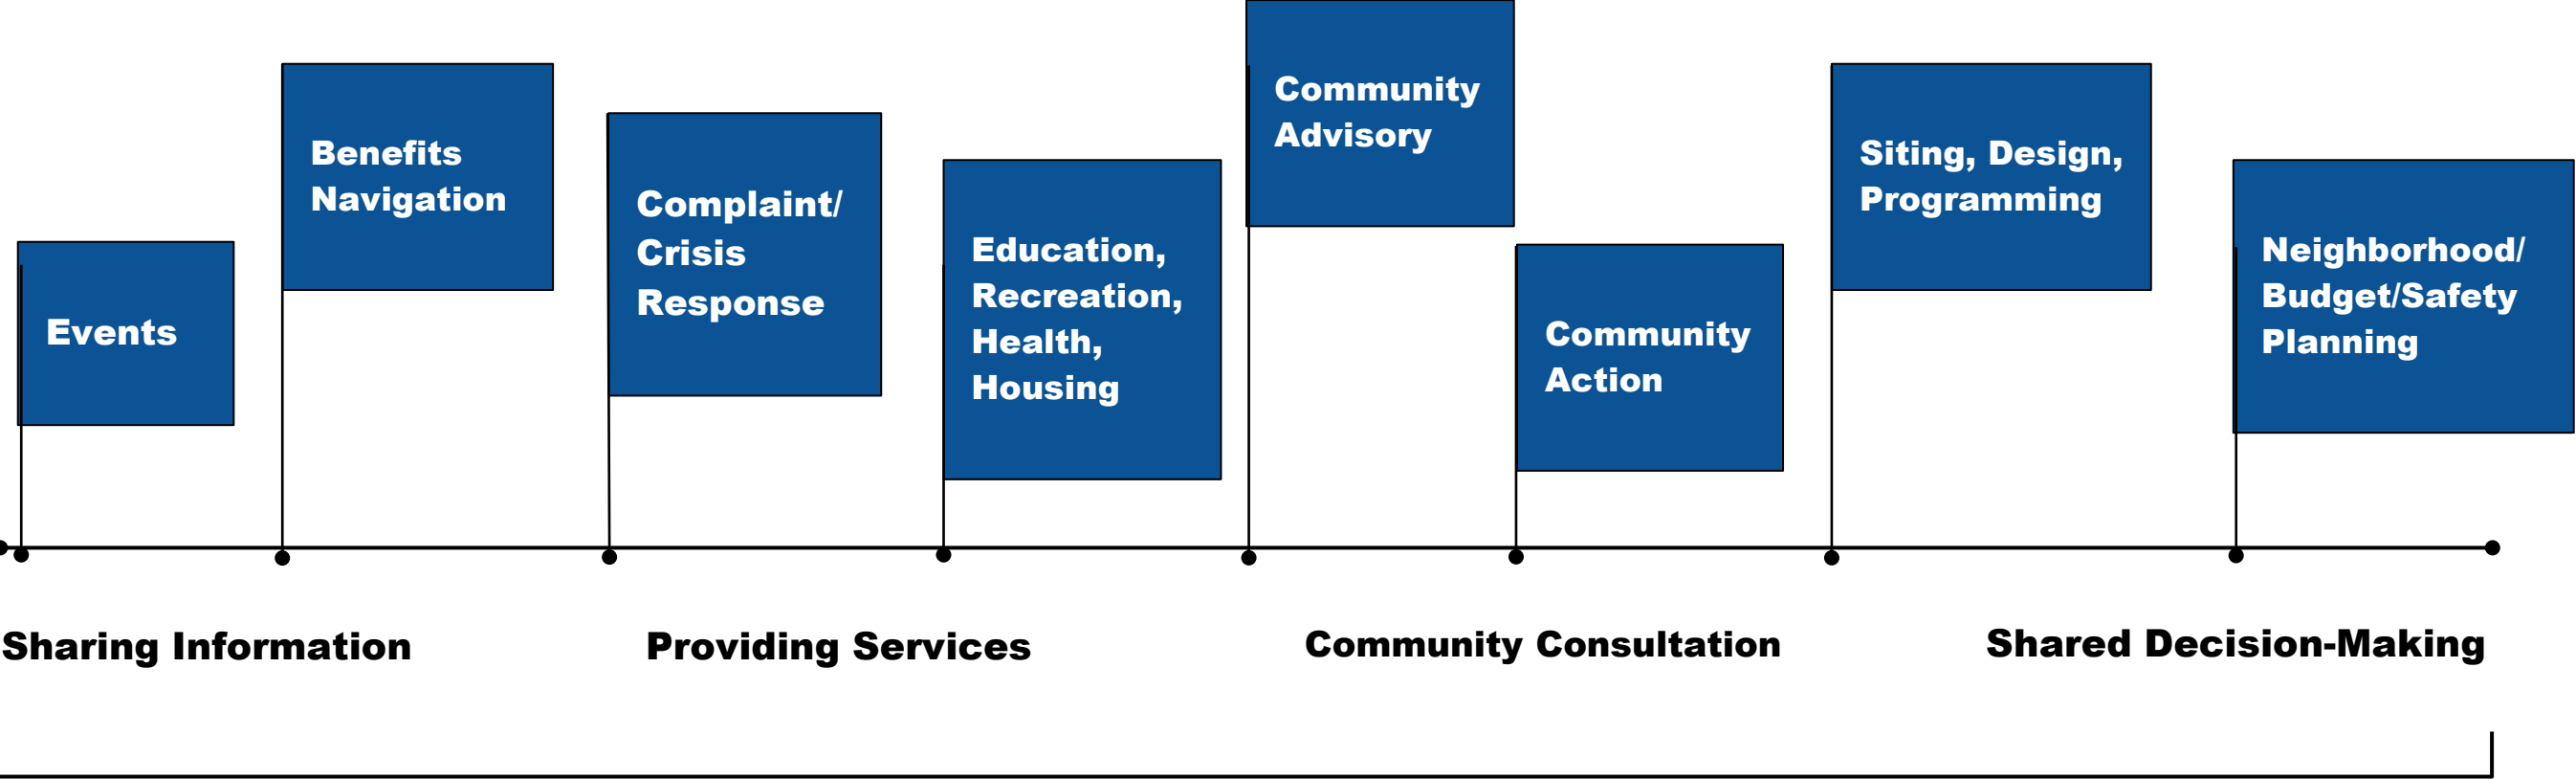 Events
Benefits
Navigation
Complaint/
Crisis
Response
Education,
Recreation,
Health,
Housing
Community
Advisory
Community
Action
Siting, Design,
Programming
Neighborhood/
Budget/Safety
Planning
Sharing Information
Providing Services
Community Consultation
Shared Decision-Making